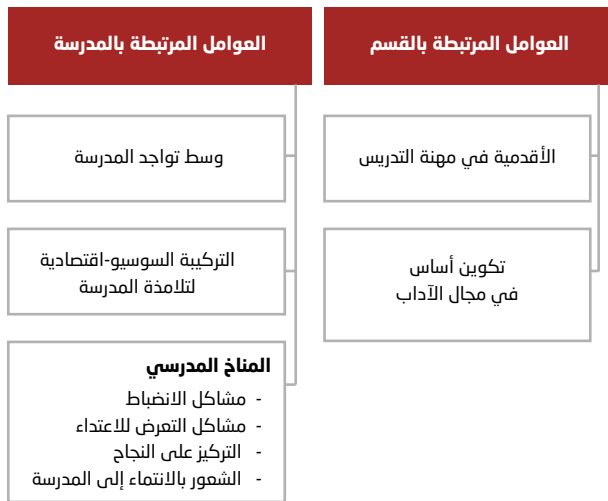 العوامل المرتبطة بالقسم
الأقدمية في مهنة التدريس
تكوين أساس
في مجال الآداب
العوامل المرتبطة بالمدرسة
وسط تواجد المدرسة
التركيبة السوسيو-اقتصادية
لتلامذة المدرسة
المناخ المدرسي
- مشاكل الانضباط
- مشاكل التعرض للاعتداء
- التركيز على النجاح
- الشعور بالانتماء إلى المدرسة